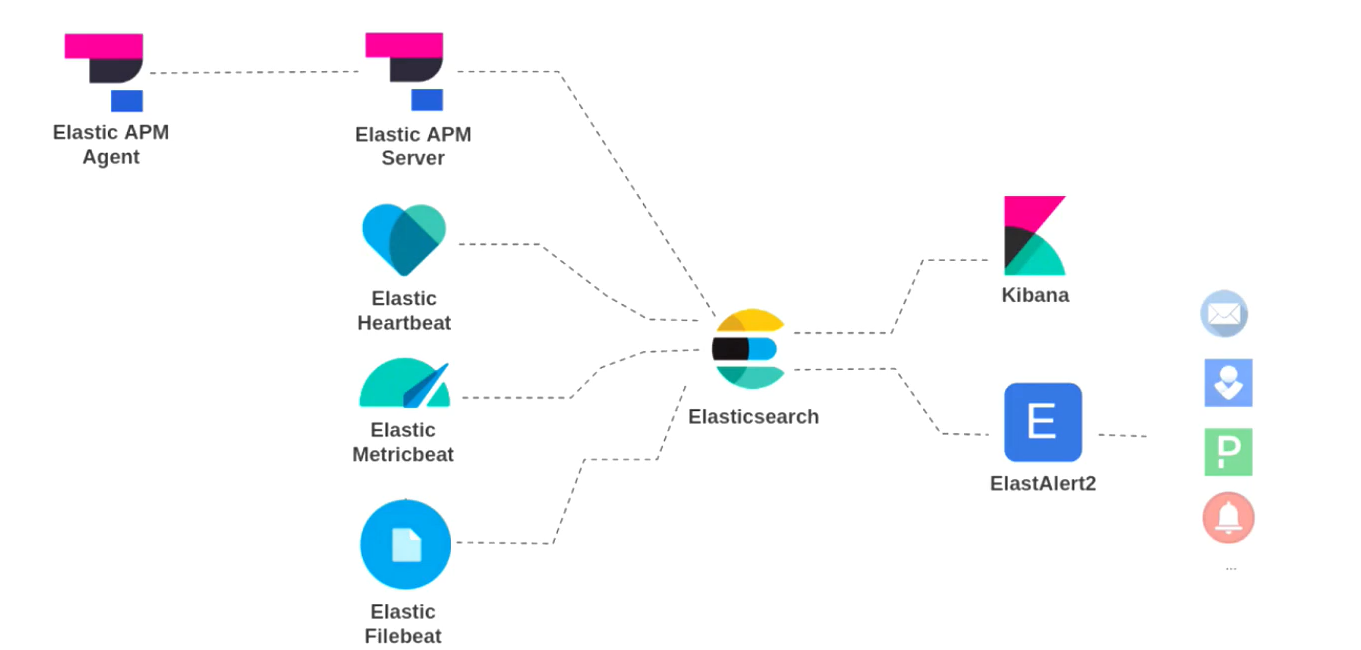 Elastic APM
Agent
Elastic APM
Server
Elastic
Heartbeat
Elastic
Metricbeat
Elastic
Filebeat
Elasticsearch
Kibana
E
ElastAlert2
P
...